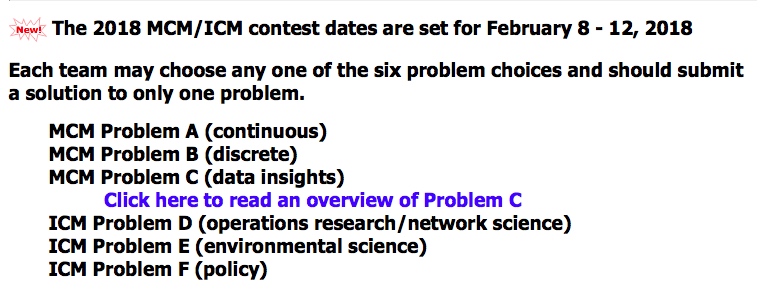 New! The 2018 MCM/ICM contest dates are set for February 8 - 12, 2018
Each team may choose any one of the six problem choices and should submit
a solution to only one problem.
MCM Problem A (continuous)
MCM Problem B (discrete)
MCM Problem C (data insights)
Click here to read an overview of Problem C
ICM Problem D (operations research/network science)
ICM Problem E (environmental science)
ICM Problem F (policy)